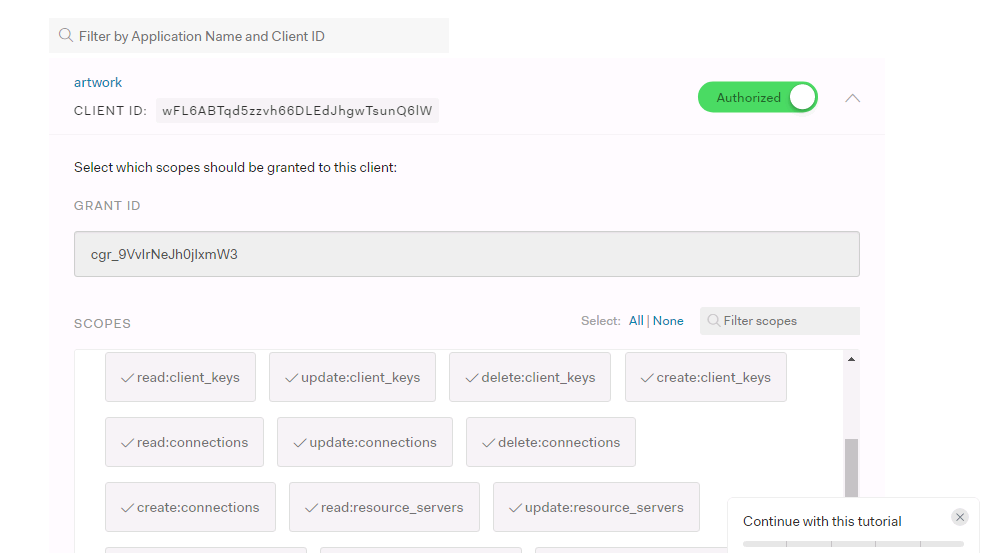 Filter by Application Name and Client ID
artwork
CLIENT ID: wFL6ABTqd5zzvh66DLEdJhgwTsunQ6lW
Authorized
Select which scopes should be granted to this client:
GRANT ID
cgr_9VvIrNeJh0jlxmW3
SCOPES Select: All | None Filter scopes
read:client_keys update:client_keys delete:client_keys create:client_keys
read:connections update:connections delete:connections
create:connections read:resource_servers update:resource_servers
Continue with this tutorial